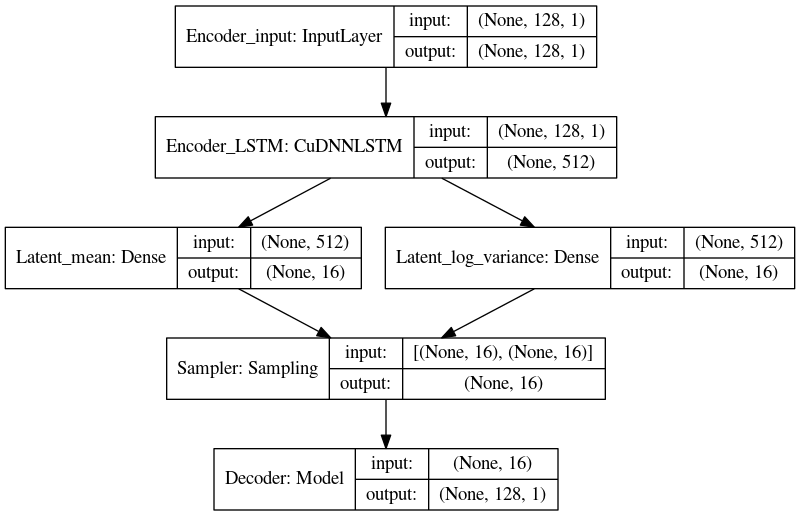 Encoder_input: InputLayer
input:
(None, 128, 1)
output:
(None, 128, 1)
Encoder_LSTM: CuDNNLSTM
input:
(None, 128, 1)
output:
(None, 512)
Latent_mean: Dense
input:
(None, 512)
output:
(None, 16)
Latent_log_variance: Dense
input:
(None, 512)
output:
(None, 16)
Sampler: Sampling
input:
[(None, 16), (None, 16)]
output:
(None, 16)
Decoder: Model
input:
(None, 16)
output:
(None, 128, 1)